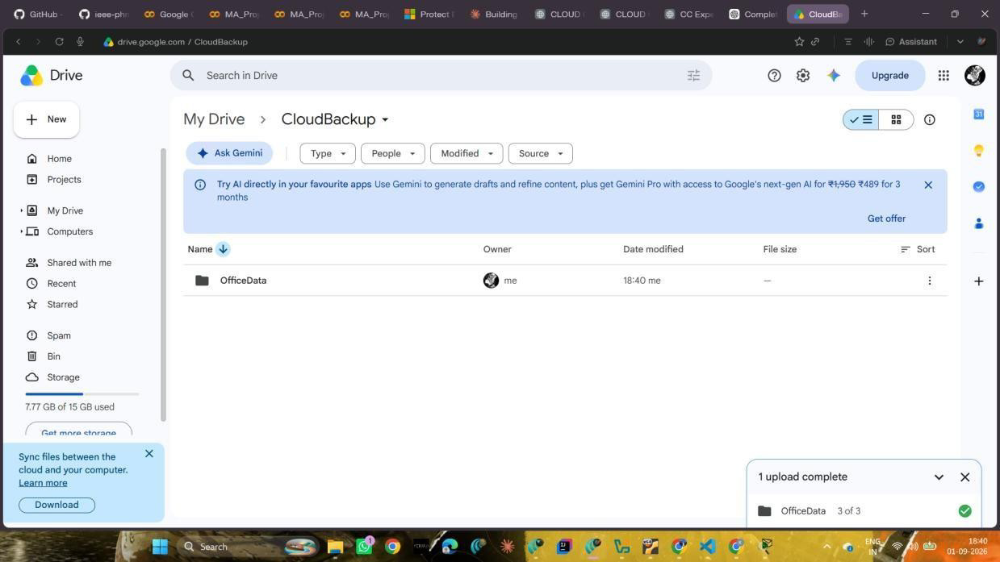 GitHub -
ieee-phr
Google C
MA_Proj
MA_Proj
MA_Proj
Protect
Building
CLOUD
CLOUD
CC Expe
Complet
CloudBa
drive.google.com / CloudBackup
Assistant
Drive
Search in Drive
Upgrade
New
My Drive > CloudBackup
Home
Projects
My Drive
Computers
Shared with me
Recent
Starred
Spam
Bin
Storage
7.77 GB of 15 GB used
Get more storage
Sync files between the
cloud and your computer.
Learn more
Download
Ask Gemini
Type
People
Modified
Source
Try AI directly in your favourite apps Use Gemini to generate drafts and refine content, plus get Gemini Pro with access to Google's next-gen AI for ₹1,950 ₹489 for 3
months
Get offer
Name Owner Date modified File size Sort
OfficeData me 18:40 me —
31
1 upload complete
OfficeData 3 of 3
Search
1
ENG
IN
18:40
01-09-2026